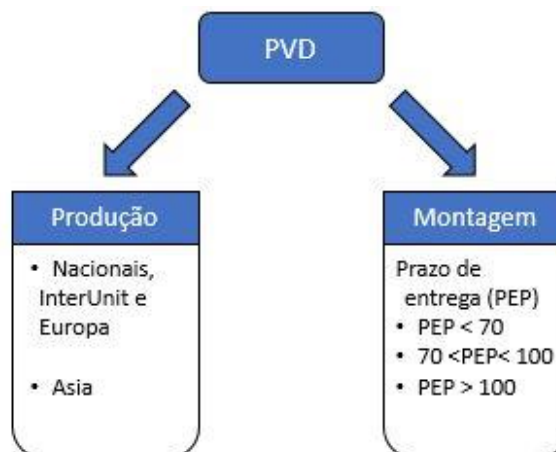 PVD
Produção
• Nacionais,
InterUnit e
Europa
• Asia
Montagem
Prazo de
entrega (PEP)
• PEP < 70
• 70 <PEP< 100
• PEP > 100